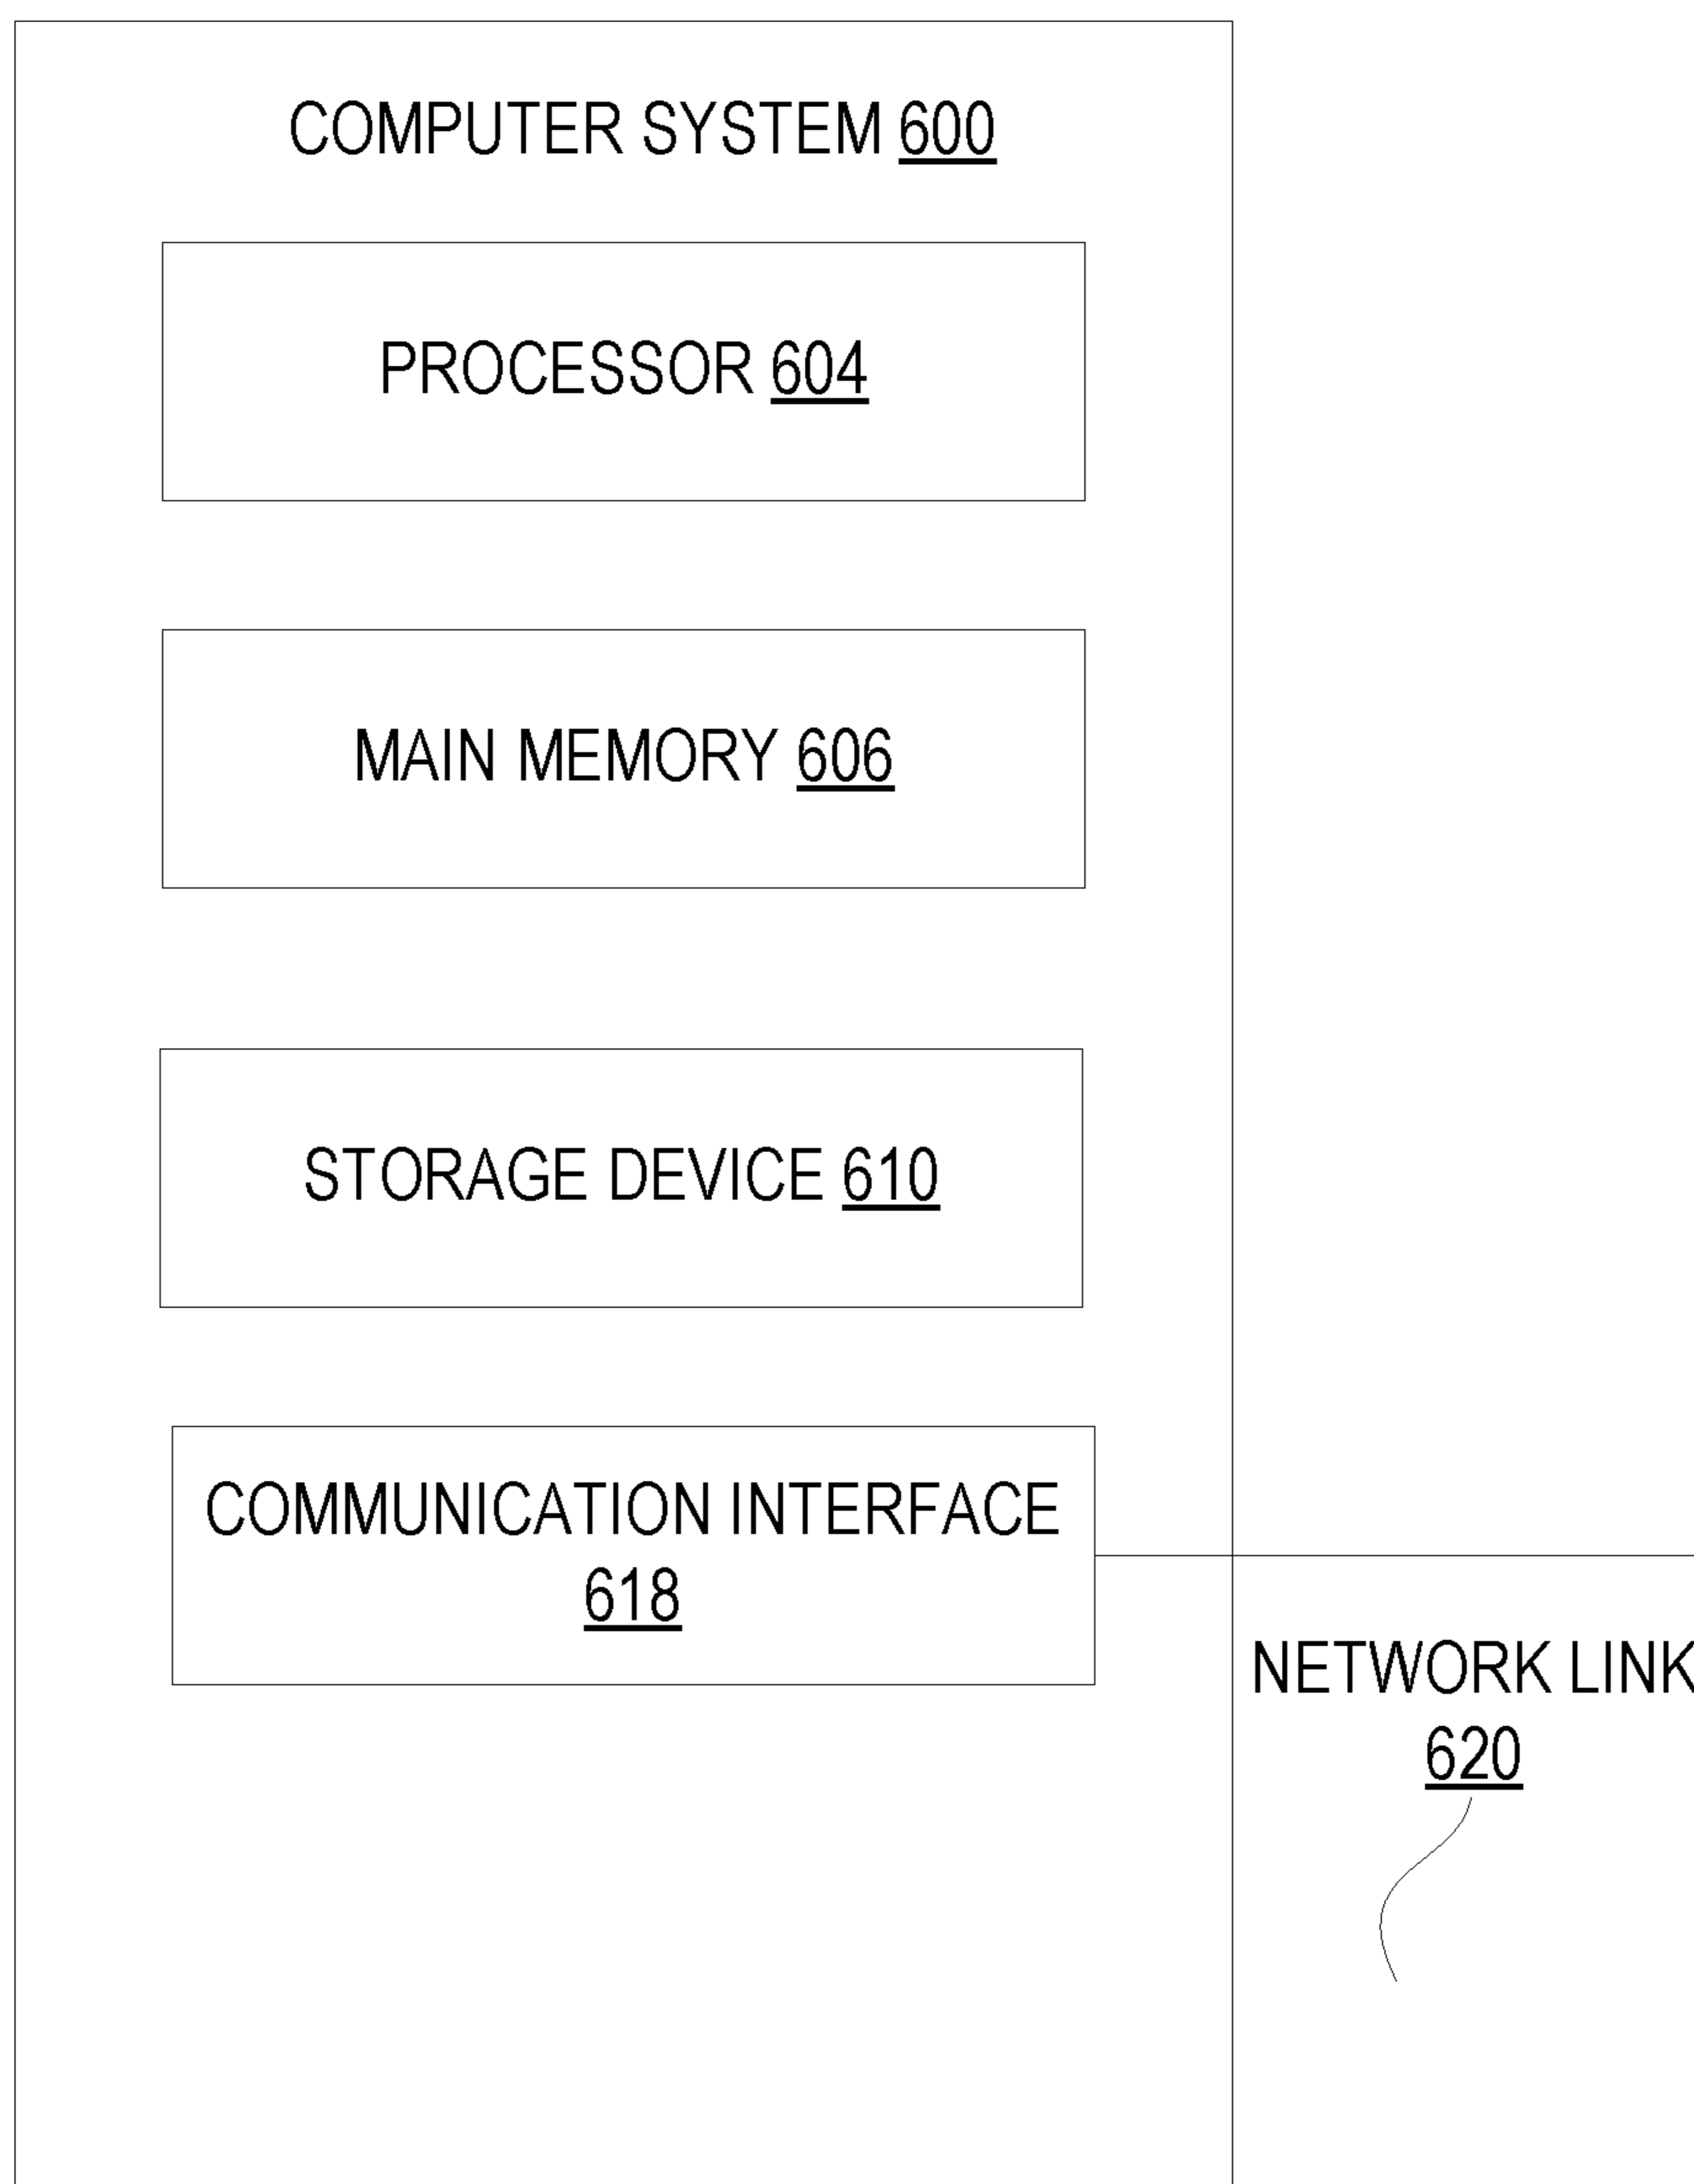 COMPUTER SYSTEM 600
PROCESSOR 604
MAIN MEMORY 606
STORAGE DEVICE 610
COMMUNICATION INTERFACE
618
NETWORK LINK
620